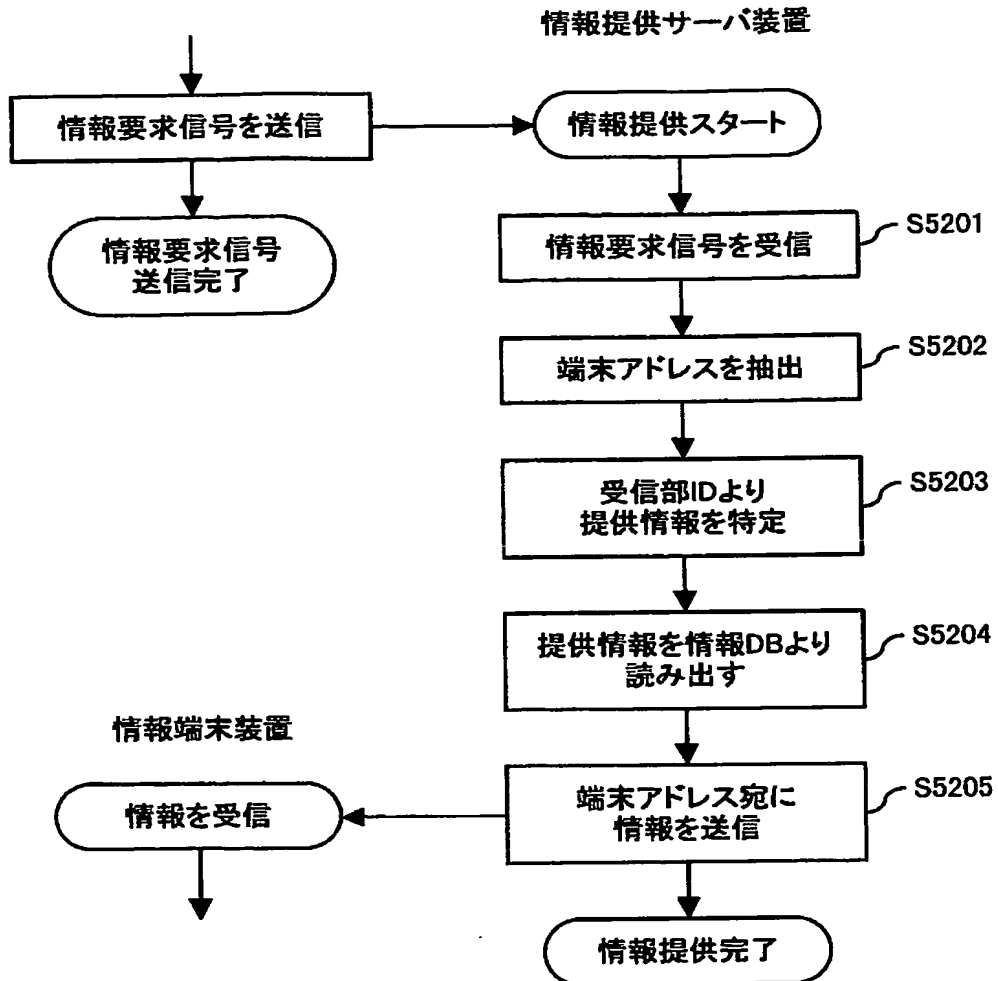 情報提供サーバ装置
情報要求信号を送信
情報提供スタート
情報要求信号
送信完了
情報要求信号を受信
S5201
端末アドレスを抽出
S5202
受信部IDより
提供情報を特定
S5203
提供情報を情報DBより
読み出す
S5204
情報端末装置
情報を受信
端末アドレス宛に
情報を送信
S5205
情報提供完了